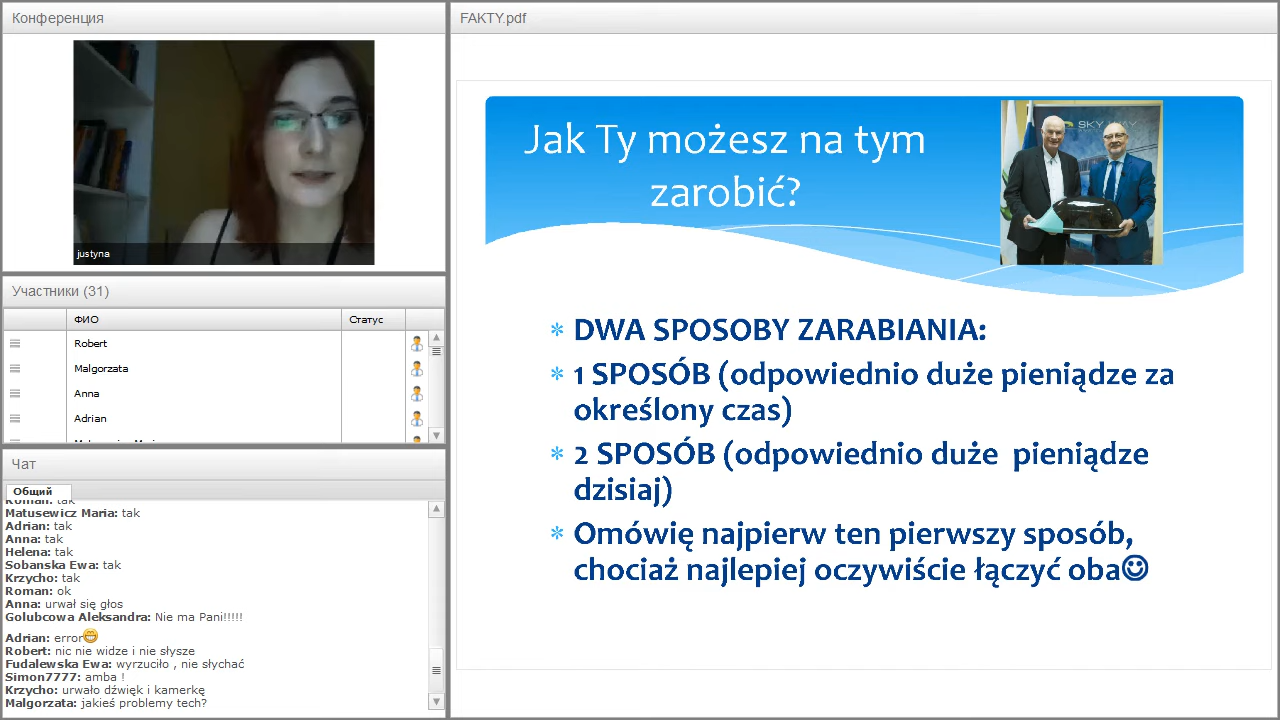 Конференция
justyna
Участники (31)
ФИО
Статус
Robert
Malgorzata
Anna
Adrian
Чат
Общий
Roman: tak
Matusewicz Maria: tak
Adrian: tak
Anna: tak
Helena: tak
Sobanska Ewa: tak
Krzycho: tak
Roman: ok
Anna: urwał się głos
Golubcowa Aleksandra: Nie ma Pani!!!!!
Adrian: error😁
Robert: nic nie widze i nie słysze
Fudalewska Ewa: wyrzuciło , nie słychać
Simon7777: amba !
Krzycho: urwało dźwięk i kamerkę
Malgorzata: jakieś problemy tech?
FAKTY.pdf
Jak Ty możesz na tym
zarobić?
SKY WAY
* DWA SPOSOBY ZARABIANIA:
* 1 SPOSÓB (odpowiednio duże pieniądze za
określony czas)
* 2 SPOSÓB (odpowiednio duże  pieniądze
dzisiaj)
* Omówię najpierw ten pierwszy sposób,
chociaż najlepiej oczywiście łączyć oba☺